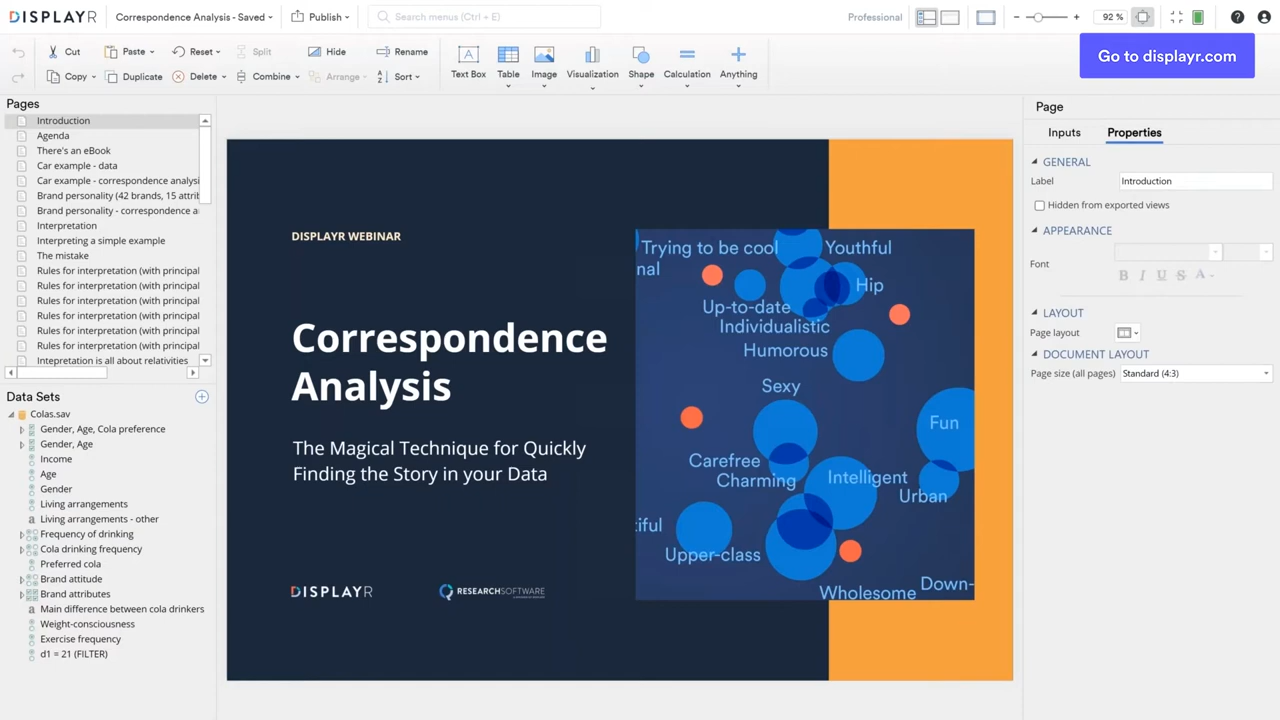 DISPLAYR
Correspondence Analysis - Saved
Publish
Search menus (Ctrl + E)
Professional
92 %
Go to displayr.com
Cut
Paste
Reset
Split
Hide
Rename
Copy
Duplicate
Delete
Combine
Arrange
Sort
Text Box
Table
Image
Visualization
Shape
Calculation
Anything
Pages
Introduction
Agenda
There's an eBook
Car example - data
Car example - correspondence analysi
Brand personality (42 brands, 15 attrib
Brand personality - correspondence a
Interpretation
Interpreting a simple example
The mistake
Rules for interpretation (with principal
Rules for interpretation (with principal
Rules for interpretation (with principal
Rules for interpretation (with principal
Rules for interpretation (with principal
Rules for interpretation (with principal
Intepretation is all about relativities
Data Sets
Colas.sav
Gender, Age, Cola preference
Gender, Age
Income
Age
Gender
Living arrangements
Living arrangements - other
Frequency of drinking
Cola drinking frequency
Preferred cola
Brand attitude
Brand attributes
Main difference between cola drinkers
Weight-consciousness
Exercise frequency
d1 = 21 (FILTER)
DISPLAYR WEBINAR
Correspondence
Analysis
The Magical Technique for Quickly
Finding the Story in your Data
DISPLAYR
RESEARCHSOFTWARE
Trying to be cool
Youthful
nal
Hip
Up-to-date
Individualistic
Humorous
Sexy
Fun
Carefree
Charming
Intelligent
Urban
iful
Upper-class
Wholesome
Down-
Page
Inputs
Properties
GENERAL
Label
Introduction
Hidden from exported views
APPEARANCE
Font
B I U S A
LAYOUT
Page layout
DOCUMENT LAYOUT
Page size (all pages)
Standard (4:3)